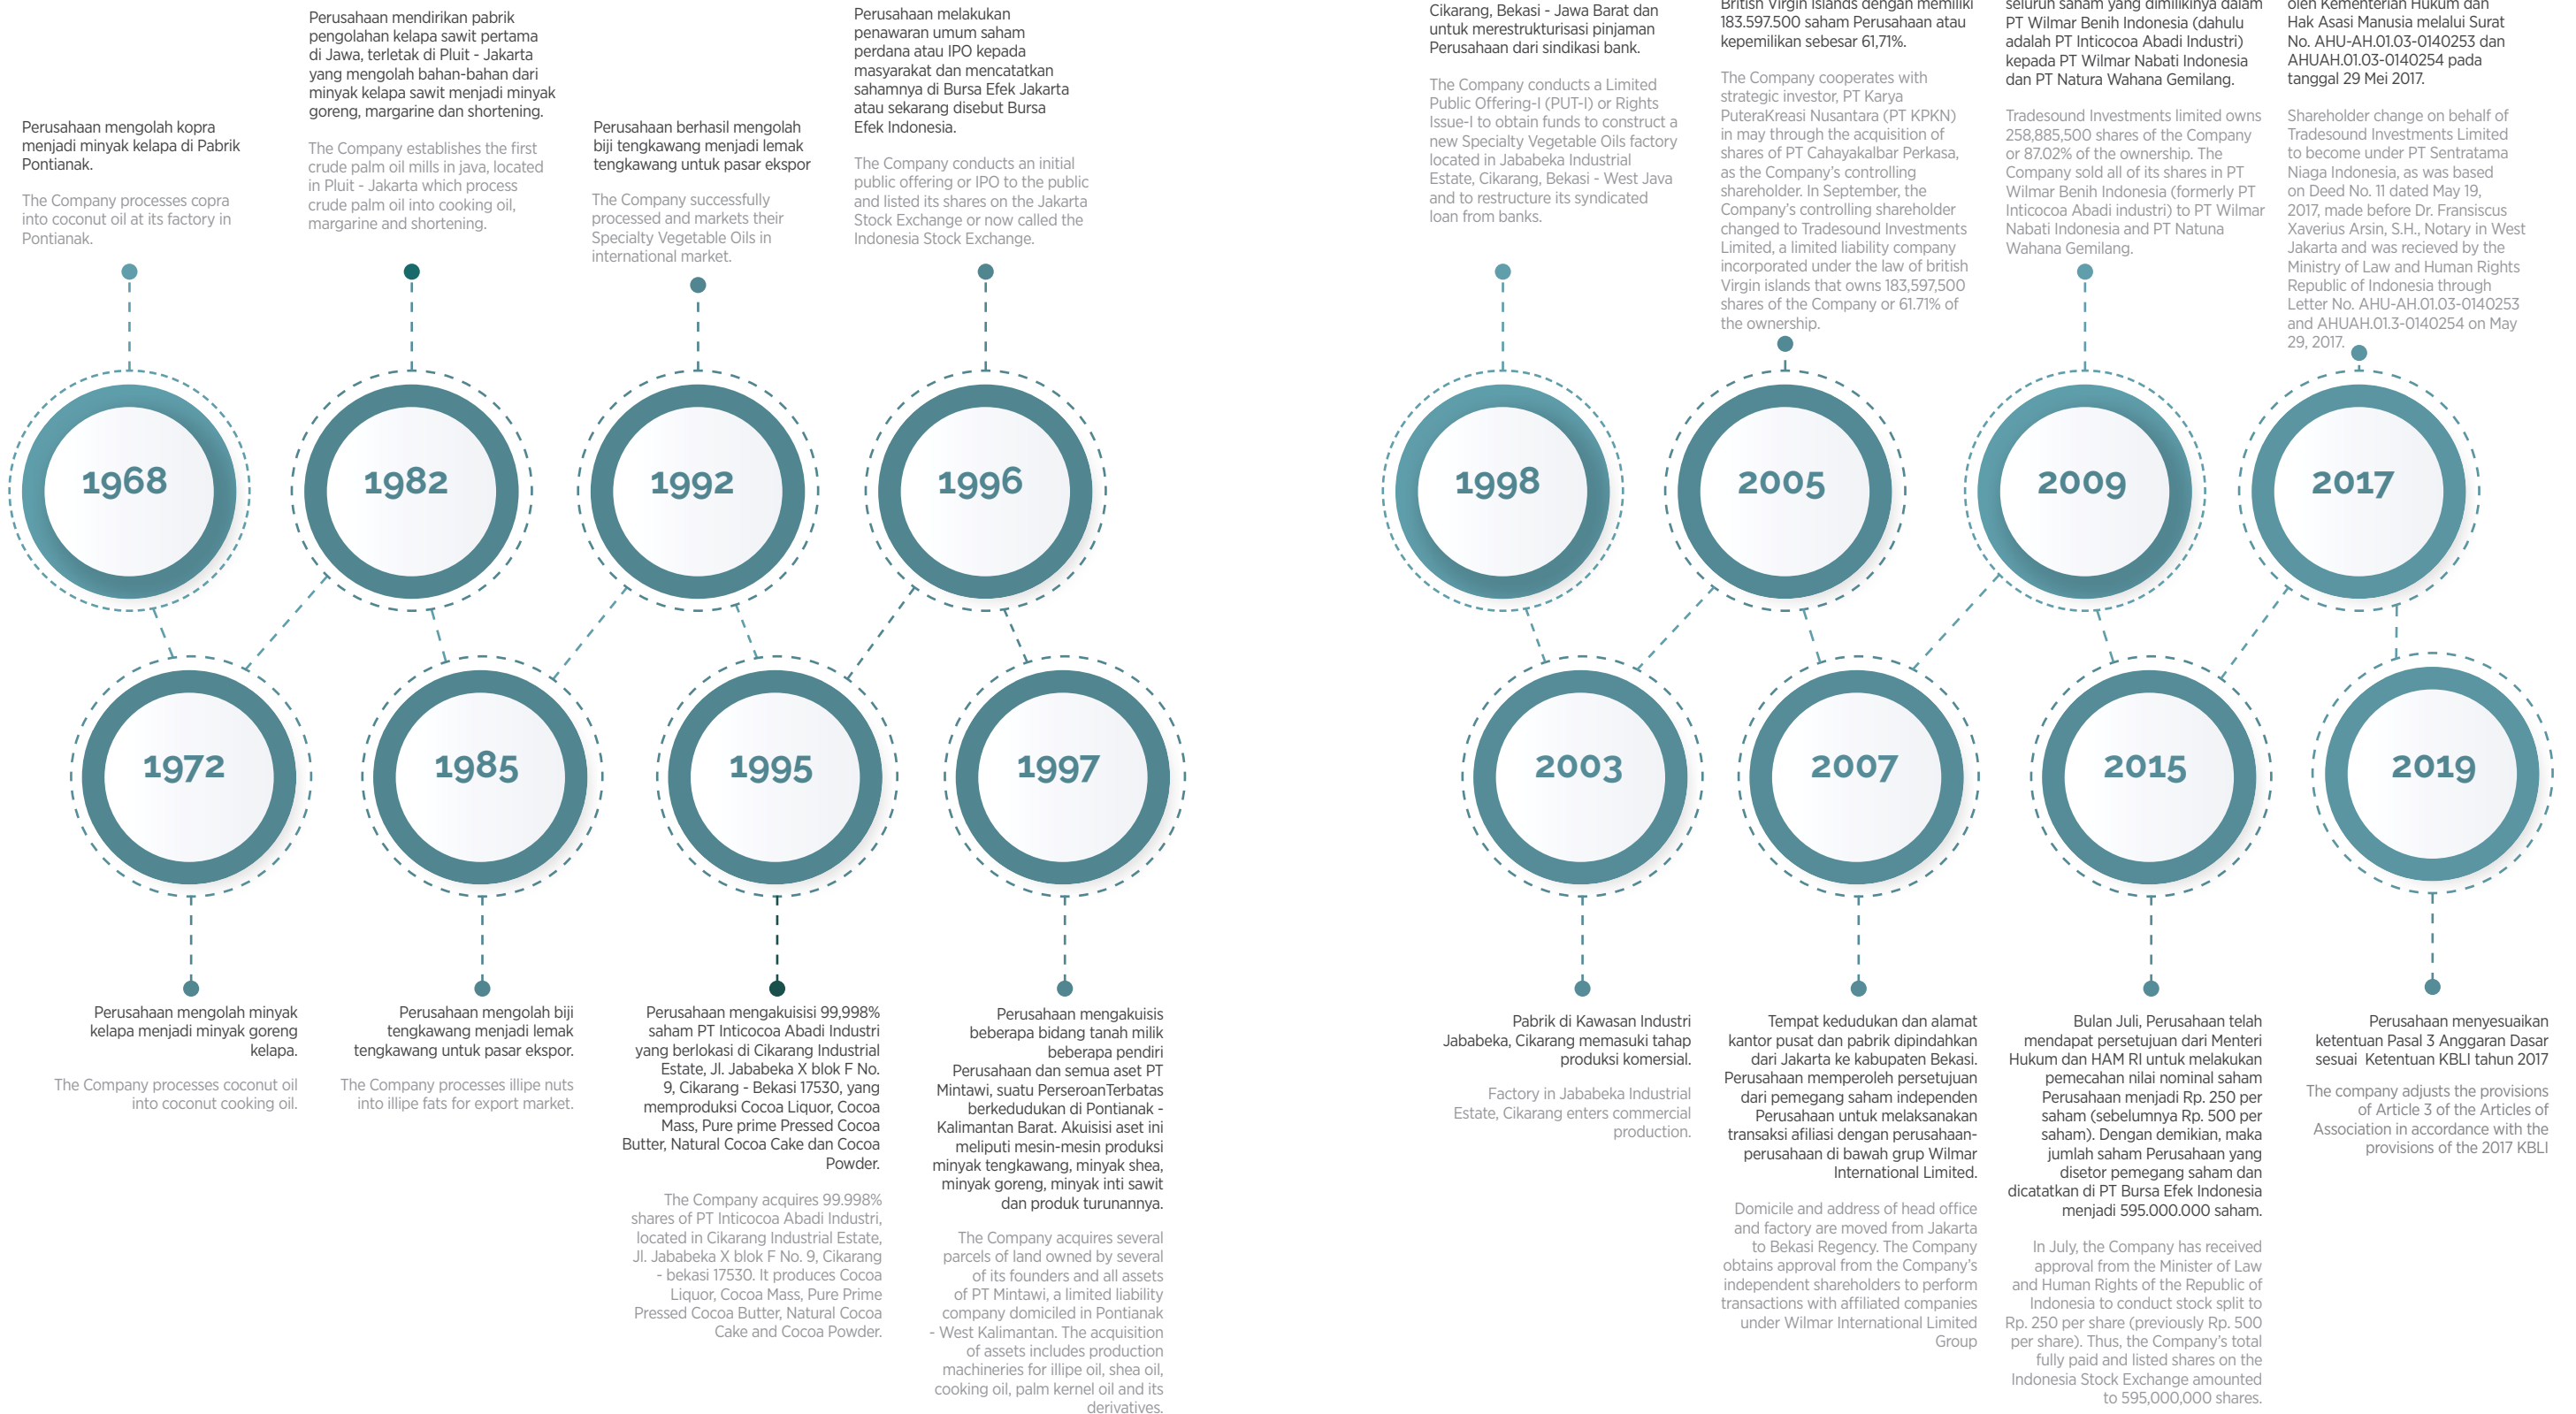 Perusahaan mengolah kopra
menjadi minyak kelapa di Pabrik
Pontianak.
The Company processes copra
into coconut oil at its factory in
Pontianak.
1968
Perusahaan mendirikan pabrik
pengolahan kelapa sawit pertama
di Jawa, terletak di Pluit - Jakarta
yang mengolah bahan-bahan dari
minyak kelapa sawit menjadi minyak
goreng, margarine dan shortening.
The Company establishes the first
crude palm oil mills in java, located
in Pluit - Jakarta which process
crude palm oil into cooking oil,
margarine and shortening.
1982
Perusahaan berhasil mengolah
biji tengkawang menjadi lemak
tengkawang untuk pasar ekspor
The Company successfully
processed and markets their
Specialty Vegetable Oils in
international market.
1992
Perusahaan melakukan
penawaran umum saham
perdana atau IPO kepada
masyarakat dan mencatatkan
sahamnya di Bursa Efek Jakarta
atau sekarang disebut Bursa
Efek Indonesia.
The Company conducts an initial
public offering or IPO to the public
and listed its shares on the Jakarta
Stock Exchange or now called the
Indonesia Stock Exchange.
1996
1972
Perusahaan mengolah minyak
kelapa menjadi minyak goreng
kelapa.
The Company processes coconut oil
into coconut cooking oil.
1985
Perusahaan mengolah biji
tengkawang menjadi lemak
tengkawang untuk pasar ekspor.
The Company processes illipe nuts
into illipe fats for export market.
1995
Perusahaan mengakuisisi 99,998%
saham PT Inticocoa Abadi Industri
yang berlokasi di Cikarang Industrial
Estate, Jl. Jababeka X blok F No.
9, Cikarang - Bekasi 17530, yang
memproduksi Cocoa Liquor, Cocoa
Mass, Pure prime Pressed Cocoa
Butter, Natural Cocoa Cake dan Cocoa
Powder.
The Company acquires 99.998%
shares of PT Inticocoa Abadi Industri,
located in Cikarang Industrial Estate,
Jl. Jababeka X blok F No. 9, Cikarang
- bekasi 17530. It produces Cocoa
Liquor, Cocoa Mass, Pure Prime
Pressed Cocoa Butter, Natural Cocoa
Cake and Cocoa Powder.
1997
Perusahaan mengakuisis
beberapa bidang tanah milik
beberapa pendiri
Perusahaan dan semua aset PT
Mintawi, suatu PerseroanTerbatas
berkedudukan di Pontianak -
Kalimantan Barat. Akuisisi aset ini
meliputi mesin-mesin produksi
minyak tengkawang, minyak shea,
minyak goreng, minyak inti sawit
dan produk turunannya.
The Company acquires several
parcels of land owned by several
of its founders and all assets
of PT Mintawi, a limited liability
company domiciled in Pontianak
- West Kalimantan. The acquisition
of assets includes production
machineries for illipe oil, shea oil,
cooking oil, palm kernel oil and its
derivatives.
Cikarang, Bekasi - Jawa Barat dan
untuk merestrukturisasi pinjaman
Perusahaan dari sindikasi bank.
The Company conducts a Limited
Public Offering-I (PUT-I) or Rights
Issue-I to obtain funds to construct a
new Specialty Vegetable Oils factory
located in Jababeka Industrial
Estate, Cikarang, Bekasi - West Java
and to restructure its syndicated
loan from banks.
1998
British Virgin Islands dengan memiliki
183.597.500 saham Perusahaan atau
kepemilikan sebesar 61,71%.
The Company cooperates with
strategic investor, PT Karya
PuteraKreasi Nusantara (PT KPKN)
in may through the acquisition of
shares of PT Cahayakalbar Perkasa,
as the Company's controlling
shareholder. In September, the
Company's controlling shareholder
changed to Tradesound Investments
Limited, a limited liability company
incorporated under the law of british
Virgin islands that owns 183,597,500
shares of the Company or 61.71% of
the ownership.
2005
seluruh saham yang dimilikinya dalam
PT Wilmar Benih Indonesia (dahulu
adalah PT Inticocoa Abadi Industri)
kepada PT Wilmar Nabati Indonesia
dan PT Natura Wahana Gemilang.
Tradesound Investments limited owns
258,885,500 shares of the Company
or 87.02% of the ownership. The
Company sold all of its shares in PT
Wilmar Benih Indonesia (formerly PT
Inticocoa Abadi industri) to PT Wilmar
Nabati Indonesia and PT Natuna
Wahana Gemilang.
2009
oleh Kementerian Hukum dan
Hak Asasi Manusia melalui Surat
No. AHU-AH.01.03-0140253 dan
AHUAH.01.03-0140254 pada
tanggal 29 Mei 2017.
Shareholder change on behalf of
Tradesound Investments Limited
to become under PT Sentratama
Niaga Indonesia, as was based
on Deed No. 11 dated May 19,
2017, made before Dr. Fransiscus
Xaverius Arsin, S.H., Notary in West
Jakarta and was recieved by the
Ministry of Law and Human Rights
Republic of Indonesia through
Letter No. AHU-AH.01.03-0140253
and AHUAH.01.3-0140254 on May
29, 2017.
2017
2003
Pabrik di Kawasan Industri
Jababeka, Cikarang memasuki tahap
produksi komersial.
Factory in Jababeka Industrial
Estate, Cikarang enters commercial
production.
2007
Tempat kedudukan dan alamat
kantor pusat dan pabrik dipindahkan
dari Jakarta ke kabupaten Bekasi.
Perusahaan memperoleh persetujuan
dari pemegang saham independen
Perusahaan untuk melaksanakan
transaksi afiliasi dengan perusahaan-
perusahaan di bawah grup Wilmar
International Limited.
Domicile and address of head office
and factory are moved from Jakarta
to Bekasi Regency. The Company
obtains approval from the Company's
independent shareholders to perform
transactions with affiliated companies
under Wilmar International Limited
Group
2015
Bulan Juli, Perusahaan telah
mendapat persetujuan dari Menteri
Hukum dan HAM RI untuk melakukan
pemecahan nilai nominal saham
Perusahaan menjadi Rp. 250 per
saham (sebelumnya Rp. 500 per
saham). Dengan demikian, maka
jumlah saham Perusahaan yang
disetor pemegang saham dan
dicatatkan di PT Bursa Efek Indonesia
menjadi 595.000.000 saham.
In July, the Company has received
approval from the Minister of Law
and Human Rights of the Republic of
Indonesia to conduct stock split to
Rp. 250 per share (previously Rp. 500
per share). Thus, the Company's total
fully paid and listed shares on the
Indonesia Stock Exchange amounted
to 595,000,000 shares.
2019
Perusahaan menyesuaikan
ketentuan Pasal 3 Anggaran Dasar
sesuai Ketentuan KBLI tahun 2017
The company adjusts the provisions
of Article 3 of the Articles of
Association in accordance with the
provisions of the 2017 KBLI